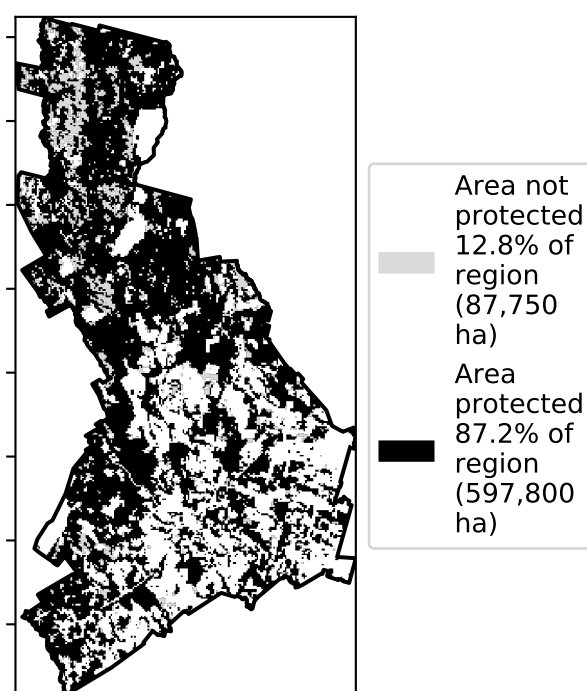 Area not
protected
12.8% of
region
(87,750
ha)
Area
protected
87.2% of
region
(597,800
ha)